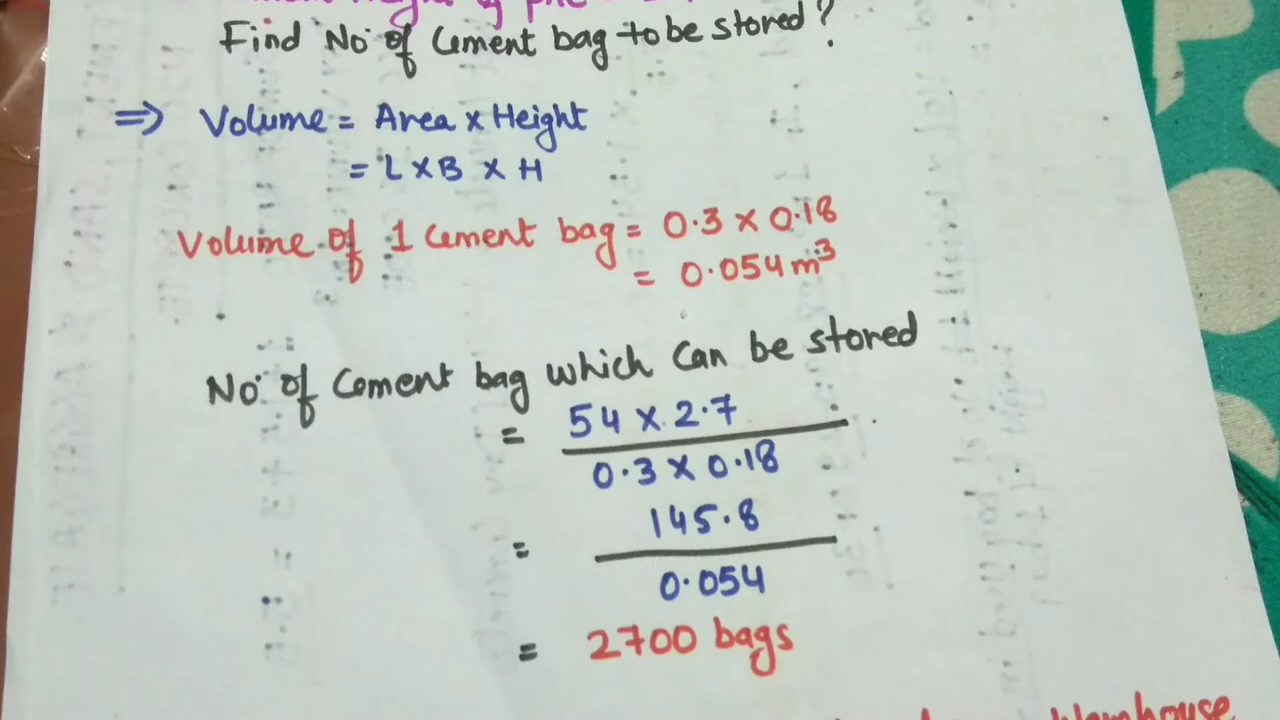 Height of
Find No of Cement bag to be stored?
⇒ Volume = Area x Height
= L x B x H
Volume of 1 Cement bag = 0.3 x 0.18
= 0.054 m³
No of Cement bag which Can be stored
= 54 x 2.7
0.3 x 0.18
= 145.8
0.054
= 2700 bags